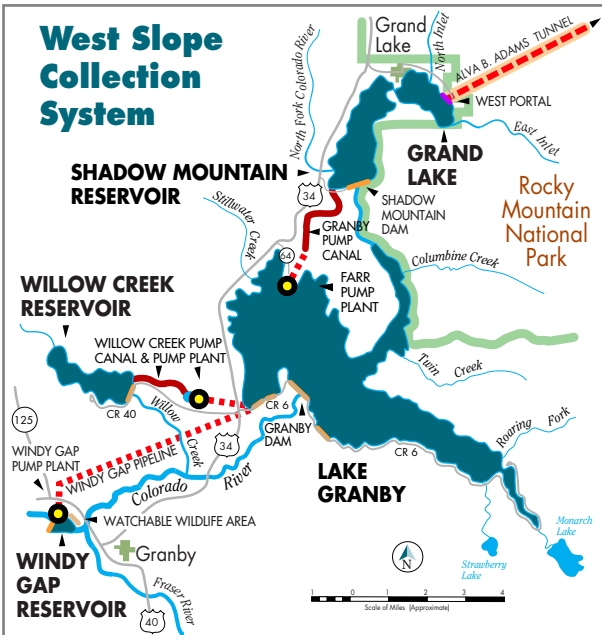 West Slope
Collection
System
Grand
Lake
North Inlet
ALVA B. ADAMS TUNNEL
WEST PORTAL
North Fork Colorado River
East Inlet
GRAND
LAKE
SHADOW MOUNTAIN
RESERVOIR
34
SHADOW
MOUNTAIN
DAM
Rocky
Mountain
National
Park
Stillwater Creek
GRANBY
PUMP
CANAL
64
Columbine Creek
FARR
PUMP
PLANT
WILLOW CREEK
RESERVOIR
WILLOW CREEK PUMP
CANAL & PUMP PLANT
Twin
Creek
CR 40
Willow
Creek
CR 6
GRANBY
DAM
125
34
Roaring Fork
WINDY GAP
PUMP PLANT
WINDY GAP PIPELINE
CR 6
Colorado
River
LAKE
GRANBY
WATCHABLE WILDLIFE AREA
Monarch
Lake
WINDY
GAP
RESERVOIR
Granby
N
Strawberry
Lake
Fraser River
40
1 0 1 2 3 4
Scale of Miles (Approximate)